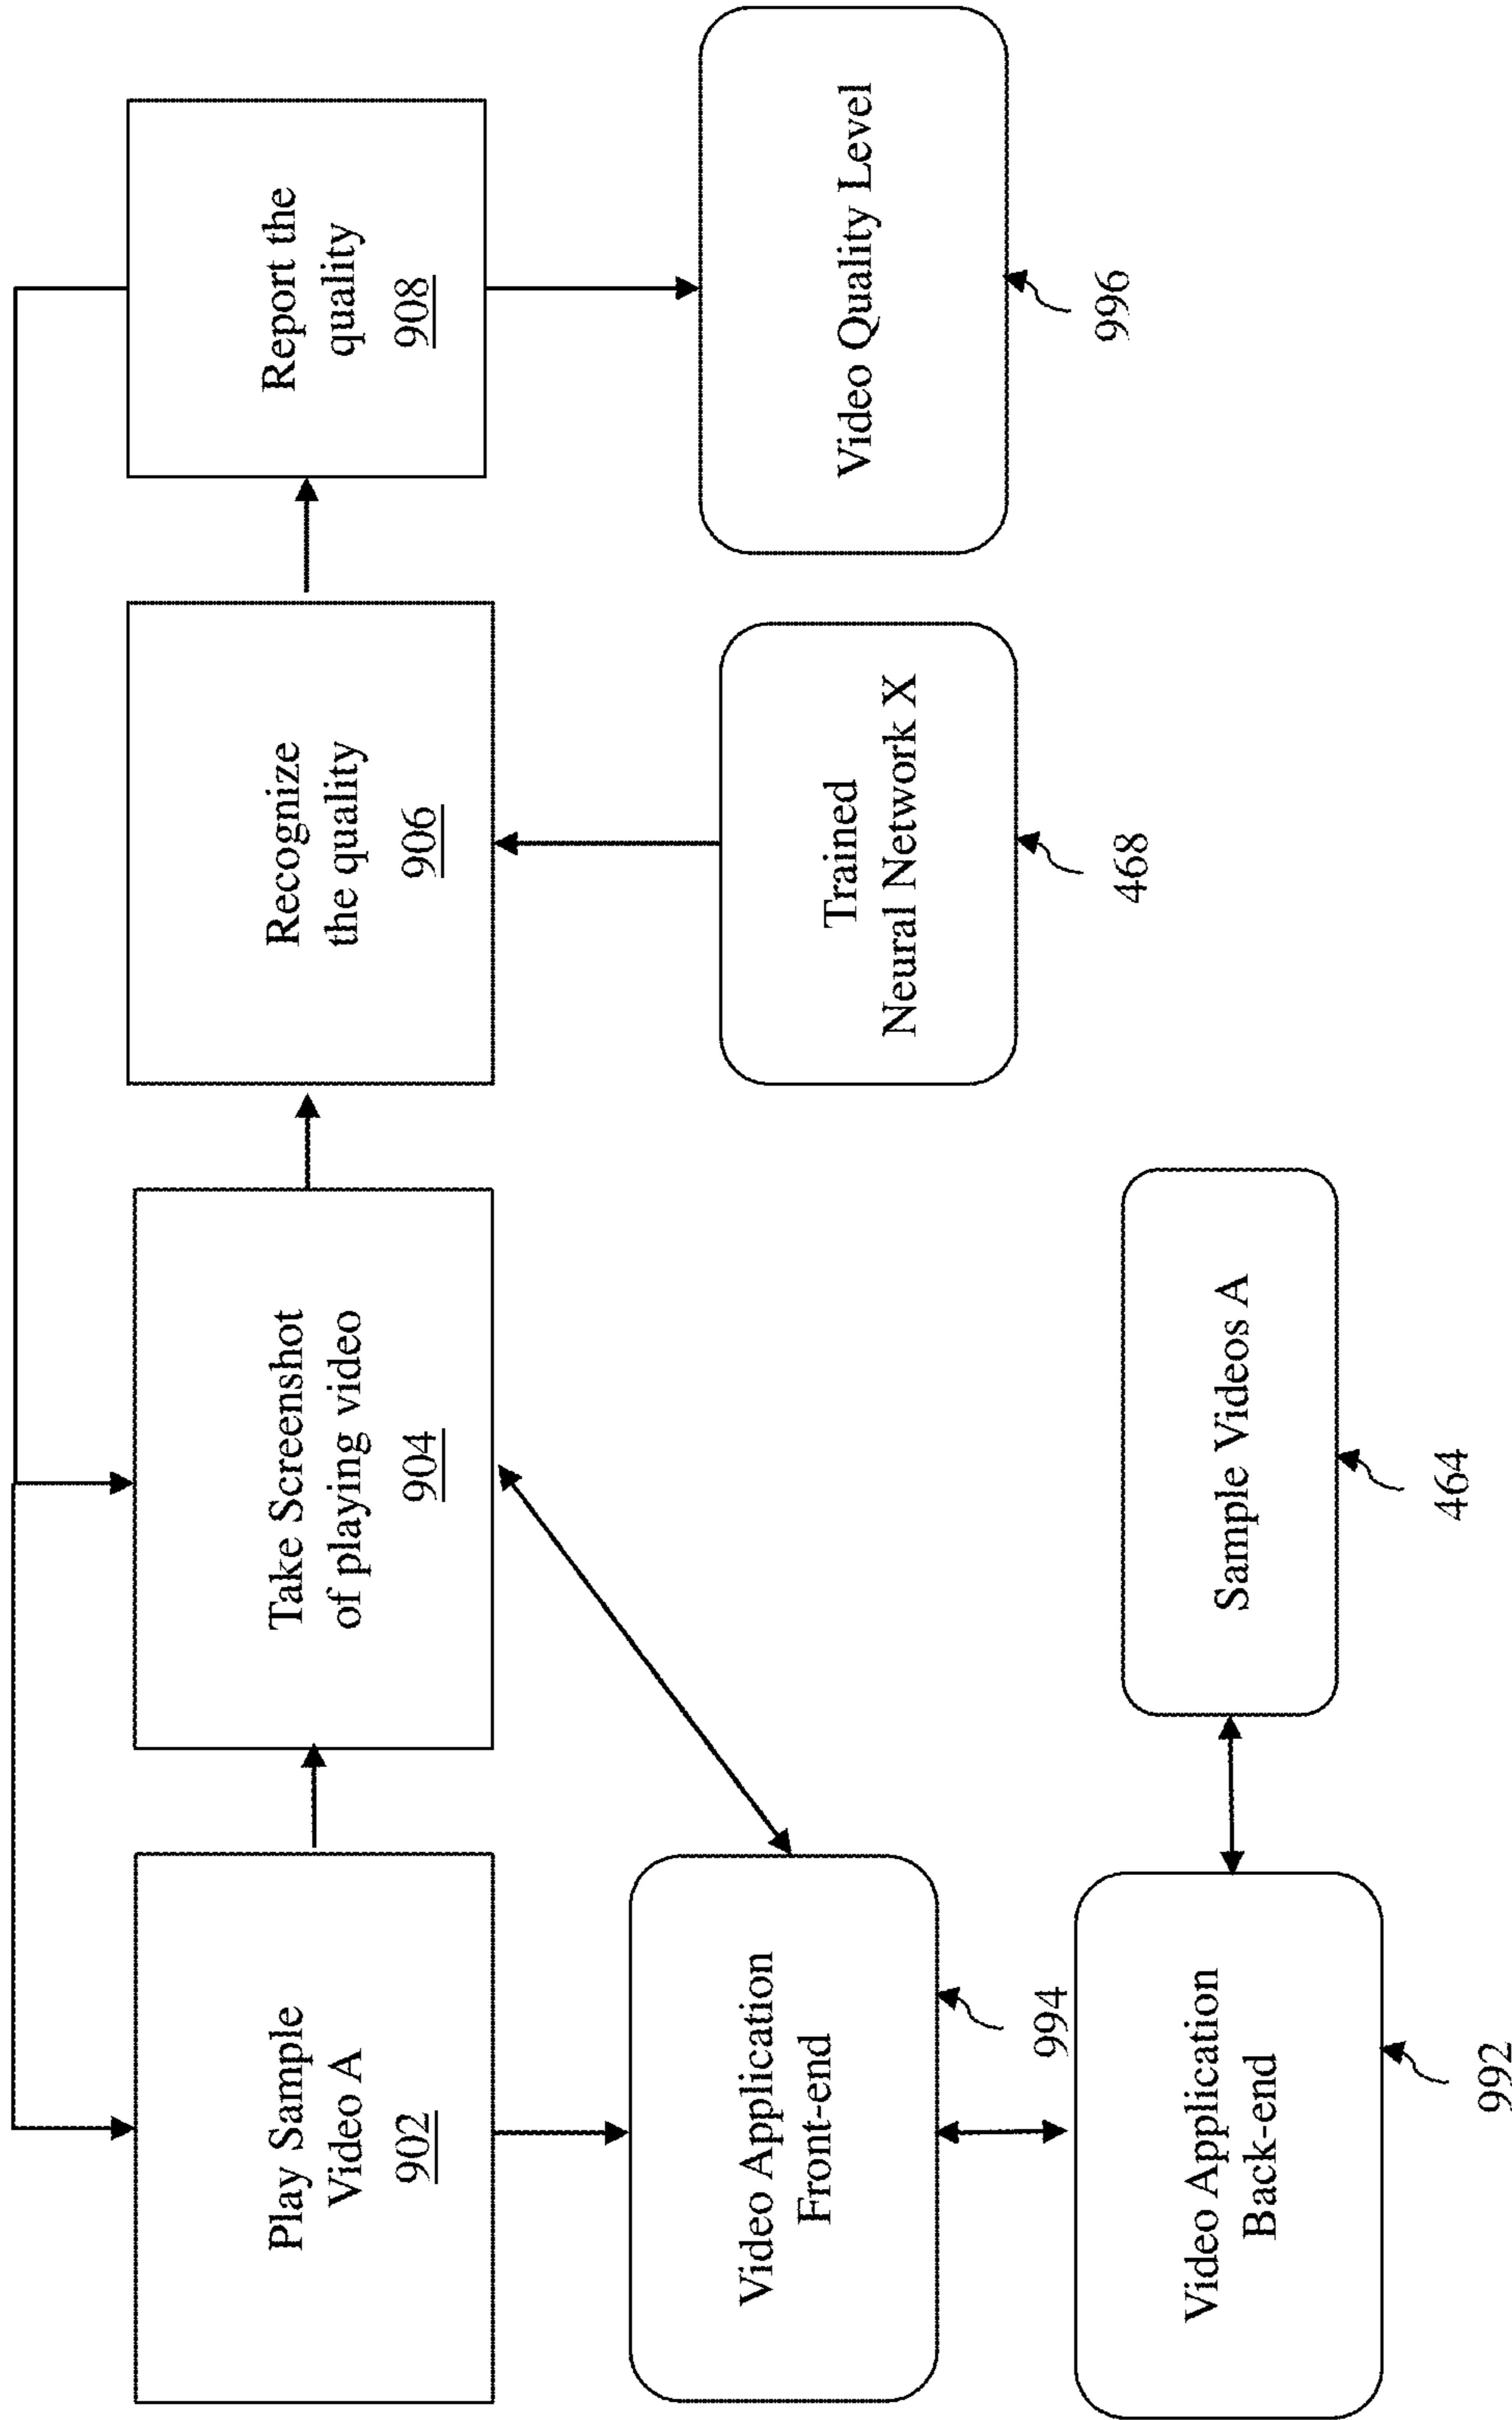 Play Sample
Video A
902
Take Screenshot
of playing video
904
Recognize
the quality
906
Report the
quality
908
Video Application
Front-end
994
Trained
Neural Network X
468
Video Quality Level
996
Video Application
Back-end
992
Sample Videos A
464